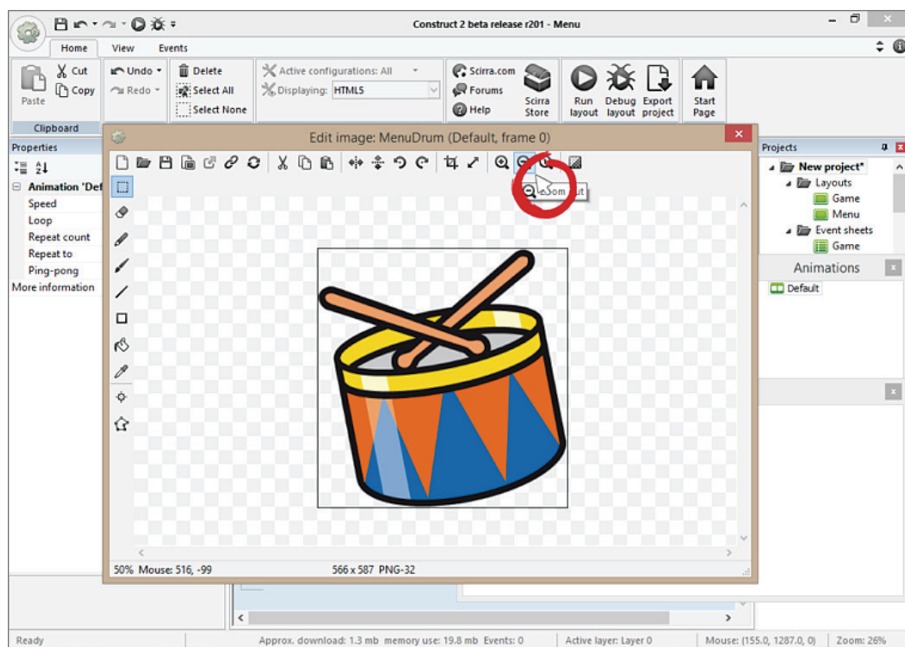 Construct 2 beta release r201 - Menu
Home View Events
Paste
Cut
Copy
Clipboard
Undo
Redo
Delete
Select All
Select None
Active configurations: All
Displaying: HTML5
Scirra.com
Forums
Help
Scirra Store
Run layout
Debug layout
Export project
Start Page
Edit image: MenuDrum (Default, frame 0)
Properties
Animation 'Def
Speed
Loop
Repeat count
Repeat to
Ping-pong
More information
Projects
New project*
Layouts
Game
Menu
Event sheets
Game
Animations
Default
50% Mouse: 516, -99 566 x 587 PNG-32
Ready Approx. download: 1.3 mb memory use: 19.8 mb Events: 0 Active layer: Layer 0 Mouse: (155.0, 1287.0, 0) Zoom: 26%